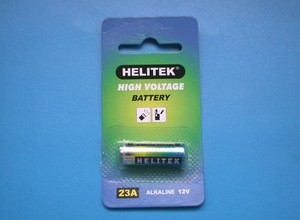 HELITEK
HIGH VOLTAGE
BATTERY
HELITEK
23A ALKALINE 12V